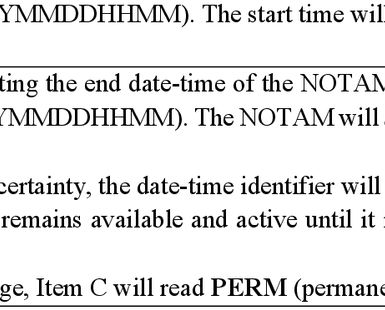 YMMDDHHMM). The start time will
ting the end date-time of the NOTAM
YMMDDHHMM). The NOTAM will
certainty, the date-time identifier will
remains available and active until it
ge, Item C will read PERM (permane